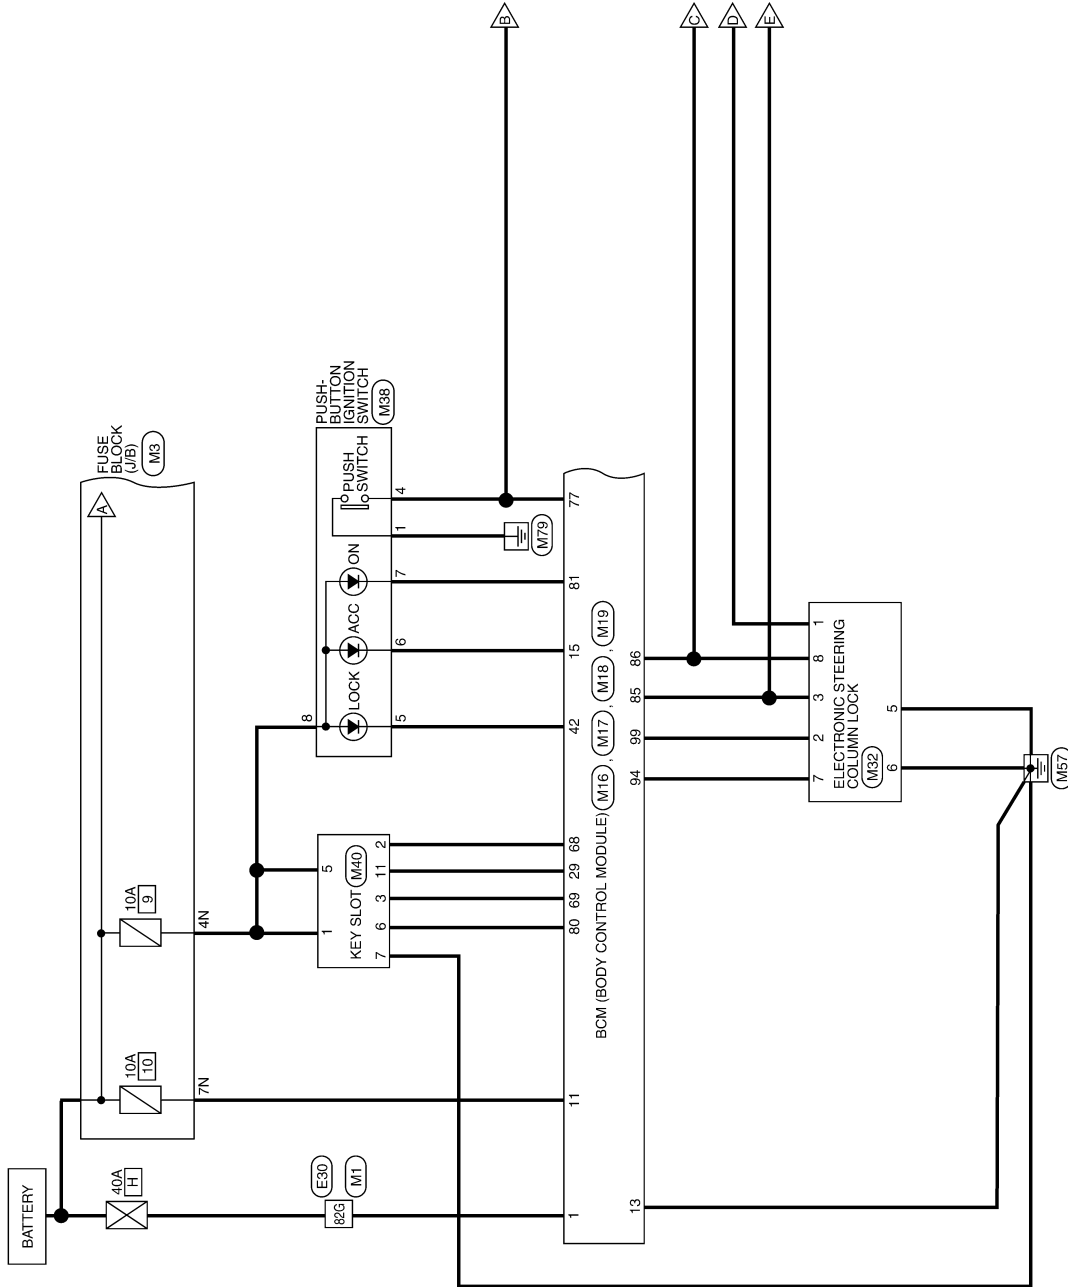 BATTERY
40A
H
E30
M1
82G
1
13
10A
10
7N
11
10A
9
4N
A
FUSE
BLOCK
(J/B)
M3
KEY SLOT
M40
1
5
7
6
3
11
2
80
69
29
68
8
LOCK
ACC
ON
PUSH
SWITCH
5
6
7
1
4
PUSH-
BUTTON
IGNITION
SWITCH
M38
M79
42
15
81
77
BCM (BODY CONTROL MODULE)
M16
,
M17
,
M18
,
M19
94
99
85
86
7
2
3
8
1
ELECTRONIC STEERING
COLUMN LOCK
M32
6
5
M57
B
C
D
E